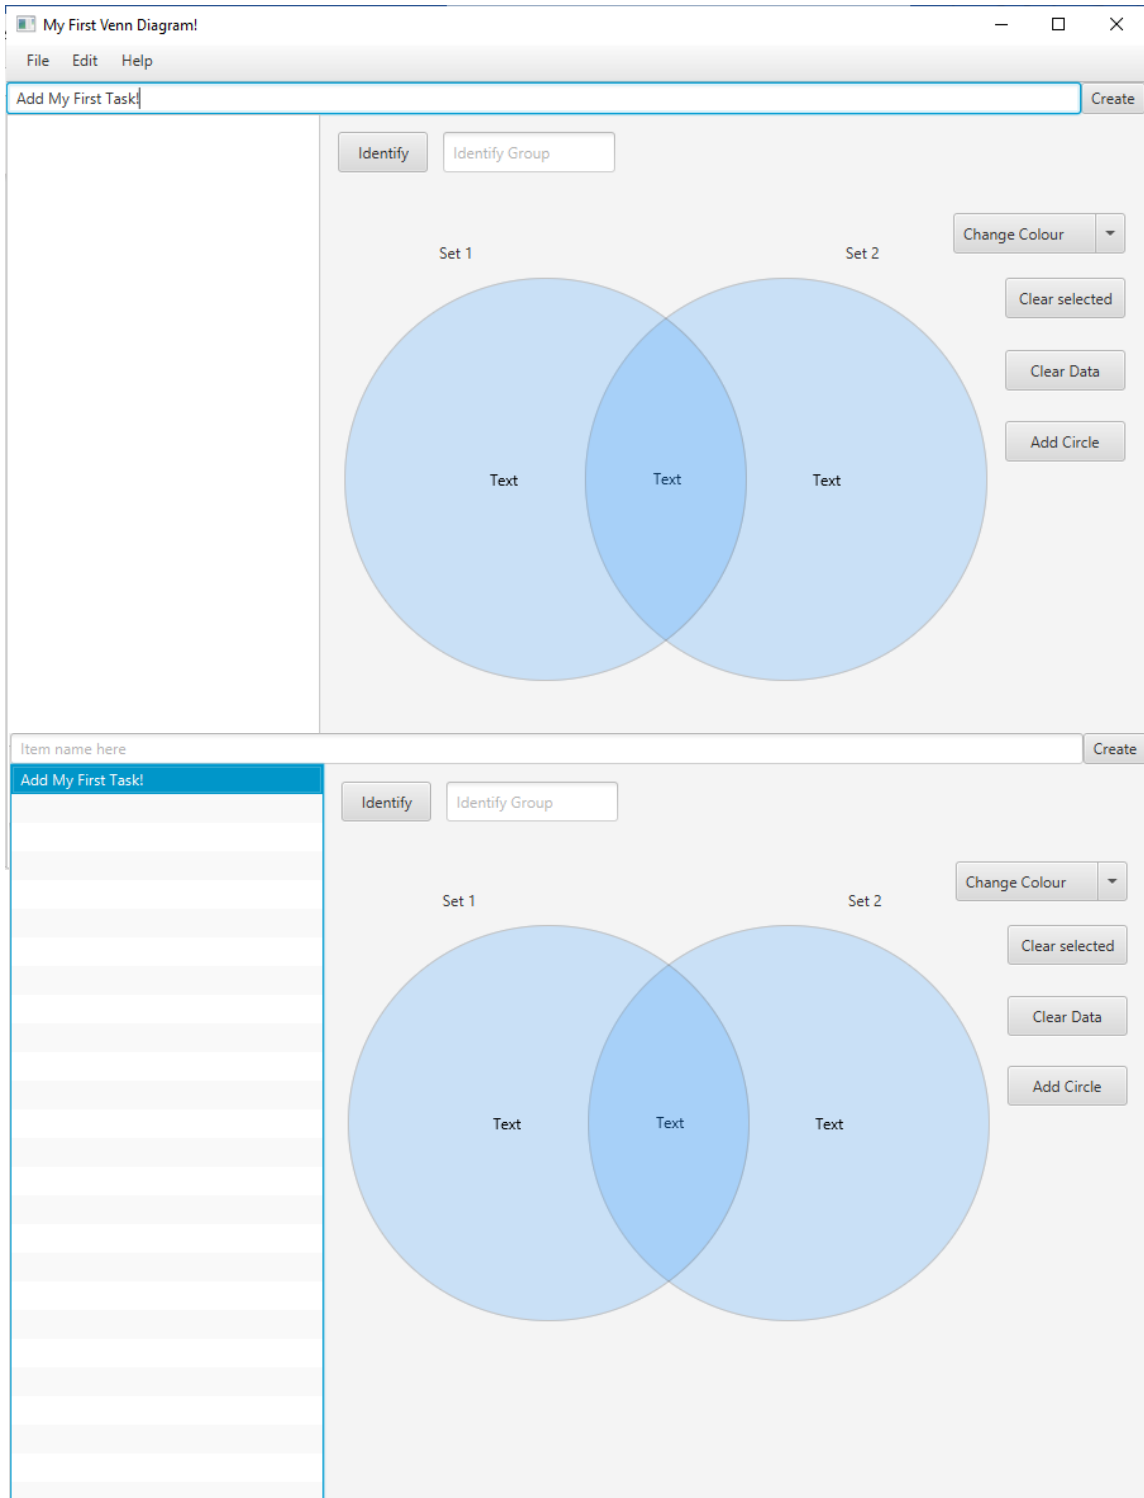 My First Venn Diagram!
File Edit Help
Add My First Task! Create
Identify Identify Group
Change Colour
Set 1 Set 2
Clear selected
Clear Data
Add Circle
Text Text Text
Item name here Create
Add My First Task!
Identify Identify Group
Change Colour
Set 1 Set 2
Clear selected
Clear Data
Add Circle
Text Text Text